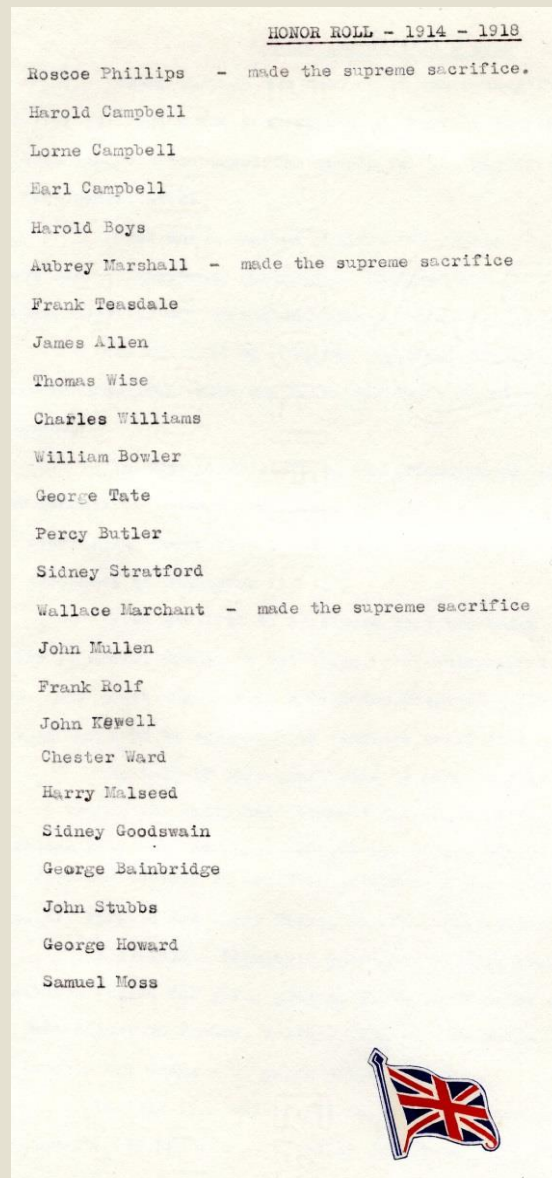 HONOR ROLL - 1914 - 1918
Roscoe Phillips - made the supreme sacrifice.
Harold Campbell
Lorne Campbell
Earl Campbell
Harold Boys
Aubrey Marshall - made the supreme sacrifice
Frank Teasdale
James Allen
Thomas Wise
Charles Williams
William Bowler
George Tate
Percy Butler
Sidney Stratford
Wallace Marchant - made the supreme sacrifice
John Mullen
Frank Rolf
John Kewell
Chester Ward
Harry Malseed
Sidney Goodswain
George Bainbridge
John Stubbs
George Howard
Samuel Moss